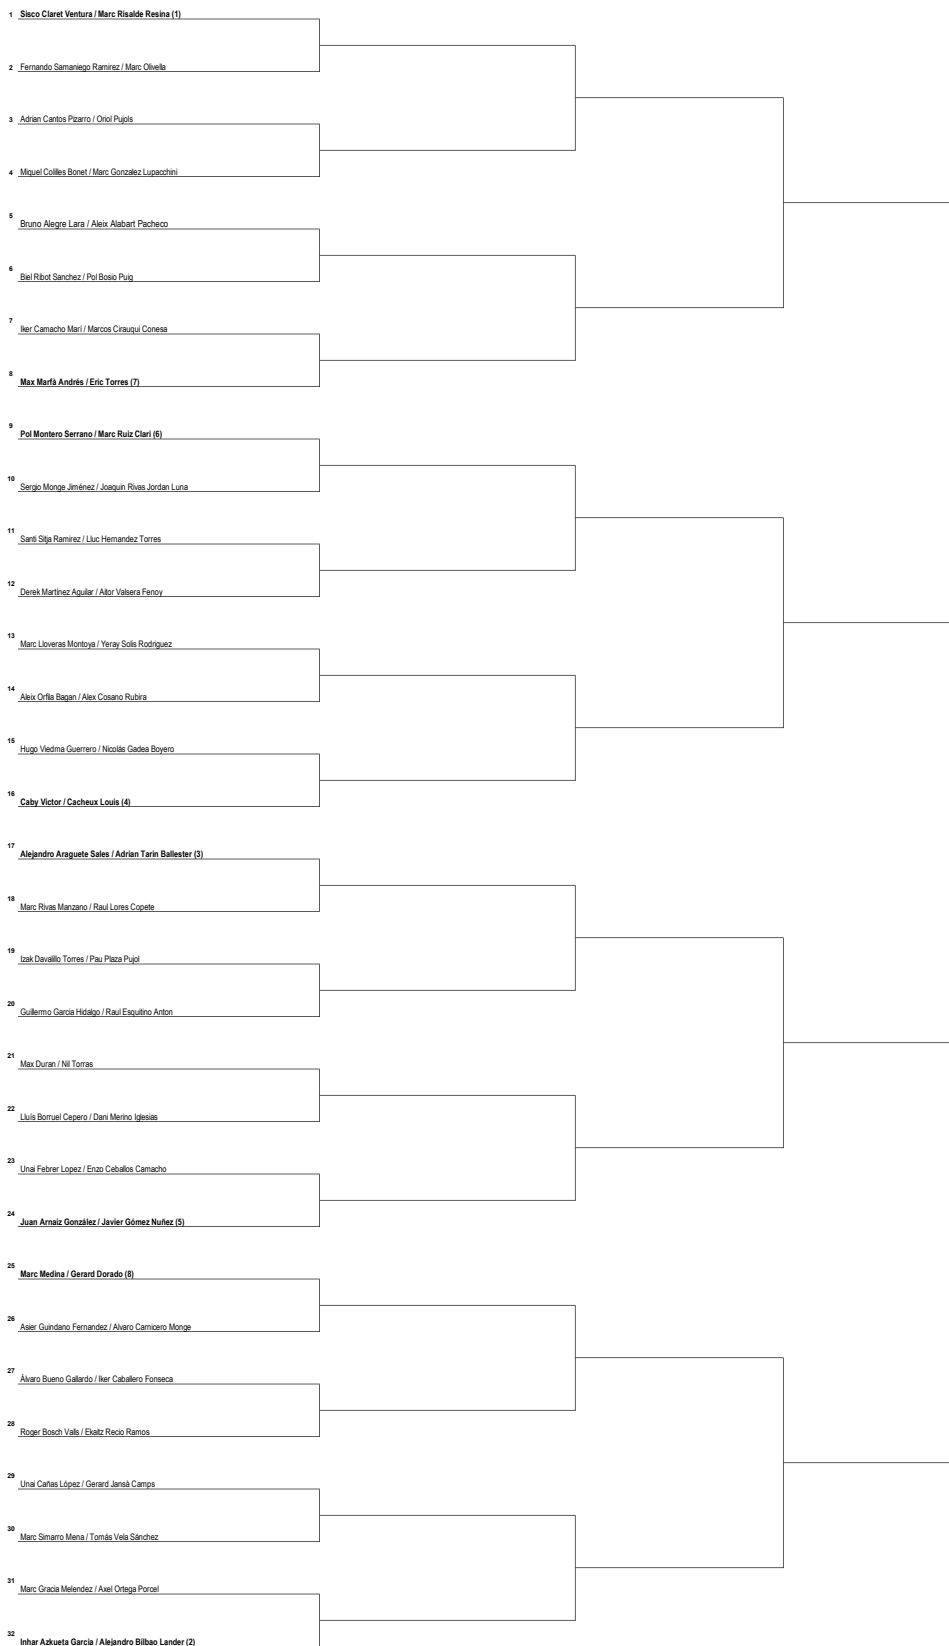 1 Sisco Claret Ventura / Marc Risalde Resina (1)
2 Fernando Samaniego Ramirez / Marc Olivella
3 Adrian Cantos Pizarro / Oriol Pujols
4 Miquel Colilles Bonet / Marc Gonzalez Lupacchini
5 Bruno Alegre Lara / Aleix Alabart Pacheco
6 Biel Ribot Sanchez / Pol Bosio Puig
7 Iker Camacho Marí / Marcos Cirauqui Conesa
8 Max Marfà Andrés / Eric Torres (7)
9 Pol Montero Serrano / Marc Ruiz Clari (6)
10 Sergio Monge Jiménez / Joaquin Rivas Jordan Luna
11 Santi Sitja Ramirez / Lluc Hernandez Torres
12 Derek Martínez Aguilar / Aitor Valsera Fenoy
13 Marc Lloveras Montoya / Yeray Solis Rodriguez
14 Aleix Orfila Bagan / Alex Cosano Rubira
15 Hugo Viedma Guerrero / Nicolás Gadea Boyero
16 Caby Victor / Cacheux Louis (4)
17 Alejandro Araguete Sales / Adrian Tarin Ballester (3)
18 Marc Rivas Manzano / Raul Lores Copete
19 Izak Davalillo Torres / Pau Plaza Pujol
20 Guillermo Garcia Hidalgo / Raul Esquitino Anton
21 Max Duran / Nil Torras
22 Lluís Borruel Cepero / Dani Merino Iglesias
23 Unai Febrer Lopez / Enzo Ceballos Camacho
24 Juan Arnaiz González / Javier Gómez Nuñez (5)
25 Marc Medina / Gerard Dorado (8)
26 Asier Guindano Fernandez / Alvaro Carnicero Monge
27 Álvaro Bueno Gallardo / Iker Caballero Fonseca
28 Roger Bosch Valls / Ekaitz Recio Ramos
29 Unai Cañas López / Gerard Jansà Camps
30 Marc Simarro Mena / Tomás Vela Sánchez
31 Marc Gracia Melendez / Axel Ortega Porcel
32 Inhar Azkueta Garcia / Alejandro Bilbao Lander (2)